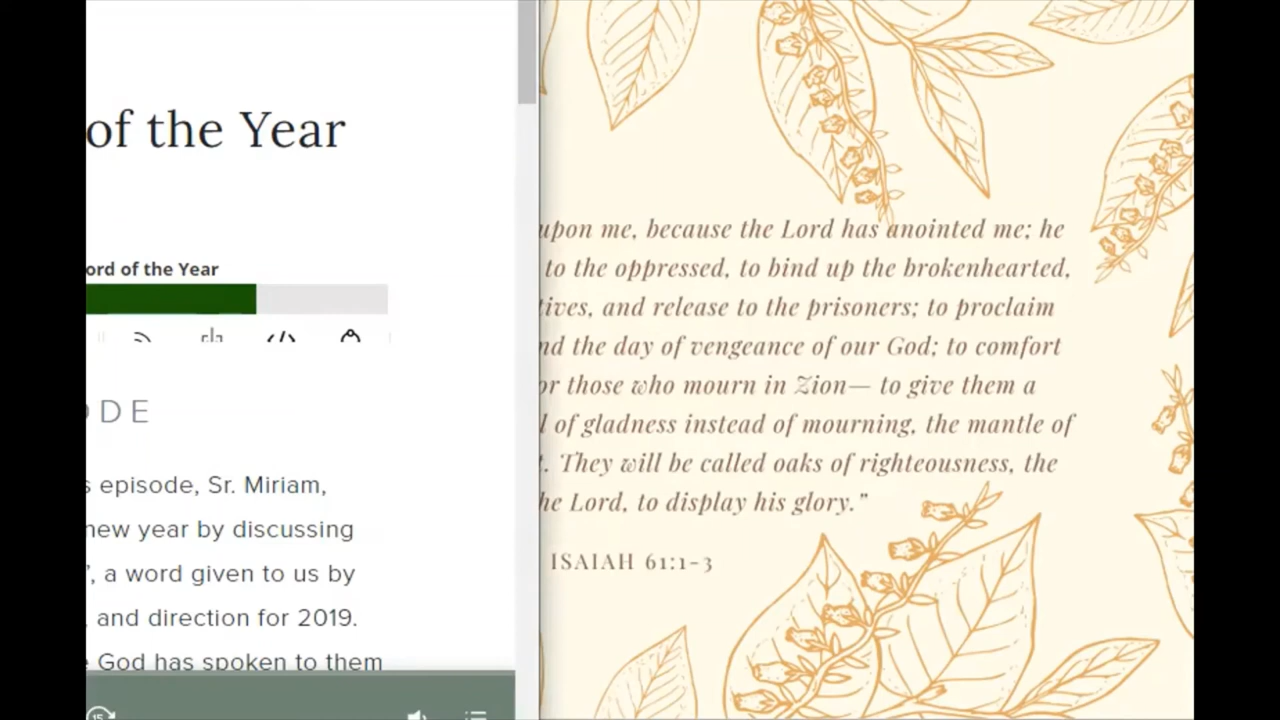 of the Year
ord of the Year
ODE
s episode, Sr. Miriam,
new year by discussing
', a word given to us by
and direction for 2019.
God has spoken to them
15
upon me, because the Lord has anointed me; he
to the oppressed, to bind up the brokenhearted,
tives, and release to the prisoners; to proclaim
nd the day of vengeance of our God; to comfort
or those who mourn in Zion— to give them a
l of gladness instead of mourning, the mantle of
t. They will be called oaks of righteousness, the
he Lord, to display his glory.”
ISAIAH 61:1-3